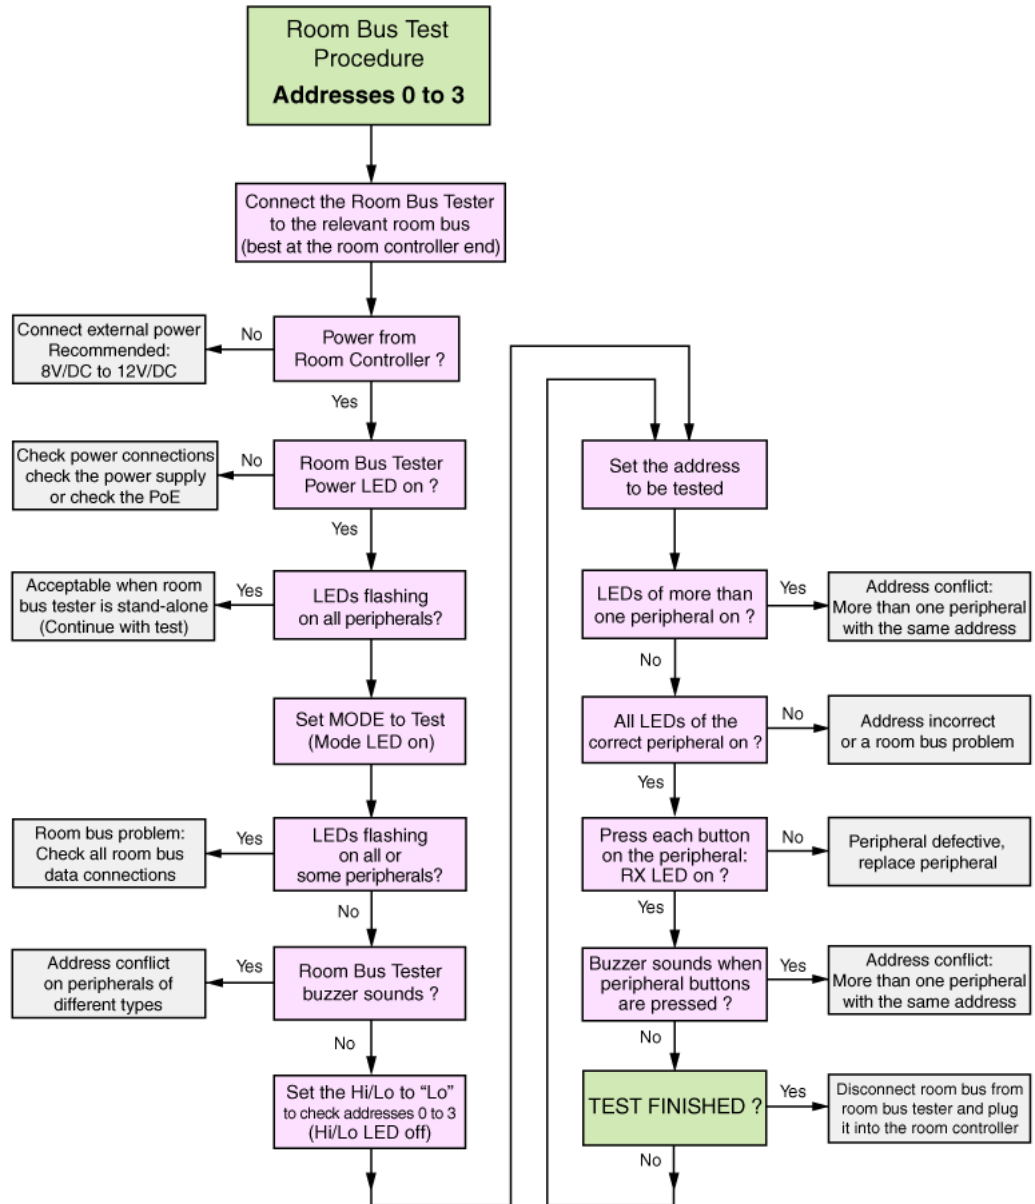 Room Bus Test
Procedure
Addresses 0 to 3
Connect the Room Bus Tester
to the relevant room bus
(best at the room controller end)
Power from
Room Controller ?
No
Connect external power
Recommended:
8V/DC to 12V/DC
Yes
Room Bus Tester
Power LED on ?
No
Check power connections
check the power supply
or check the PoE
Yes
LEDs flashing
on all peripherals?
Yes
Acceptable when room
bus tester is stand-alone
(Continue with test)
Set MODE to Test
(Mode LED on)
LEDs flashing
on all or
some peripherals?
Yes
Room bus problem:
Check all room bus
data connections
No
Room Bus Tester
buzzer sounds ?
Yes
Address conflict
on peripherals of
different types
No
Set the Hi/Lo to “Lo”
to check addresses 0 to 3
(Hi/Lo LED off)
Set the address
to be tested
LEDs of more than
one peripheral on ?
Yes
Address conflict:
More than one peripheral
with the same address
No
All LEDs of the
correct peripheral on ?
No
Address incorrect
or a room bus problem
Yes
Press each button
on the peripheral:
RX LED on ?
No
Peripheral defective,
replace peripheral
Yes
Buzzer sounds when
peripheral buttons
are pressed ?
Yes
Address conflict:
More than one peripheral
with the same address
No
TEST FINISHED ?
Yes
Disconnect room bus from
room bus tester and plug
it into the room controller
No